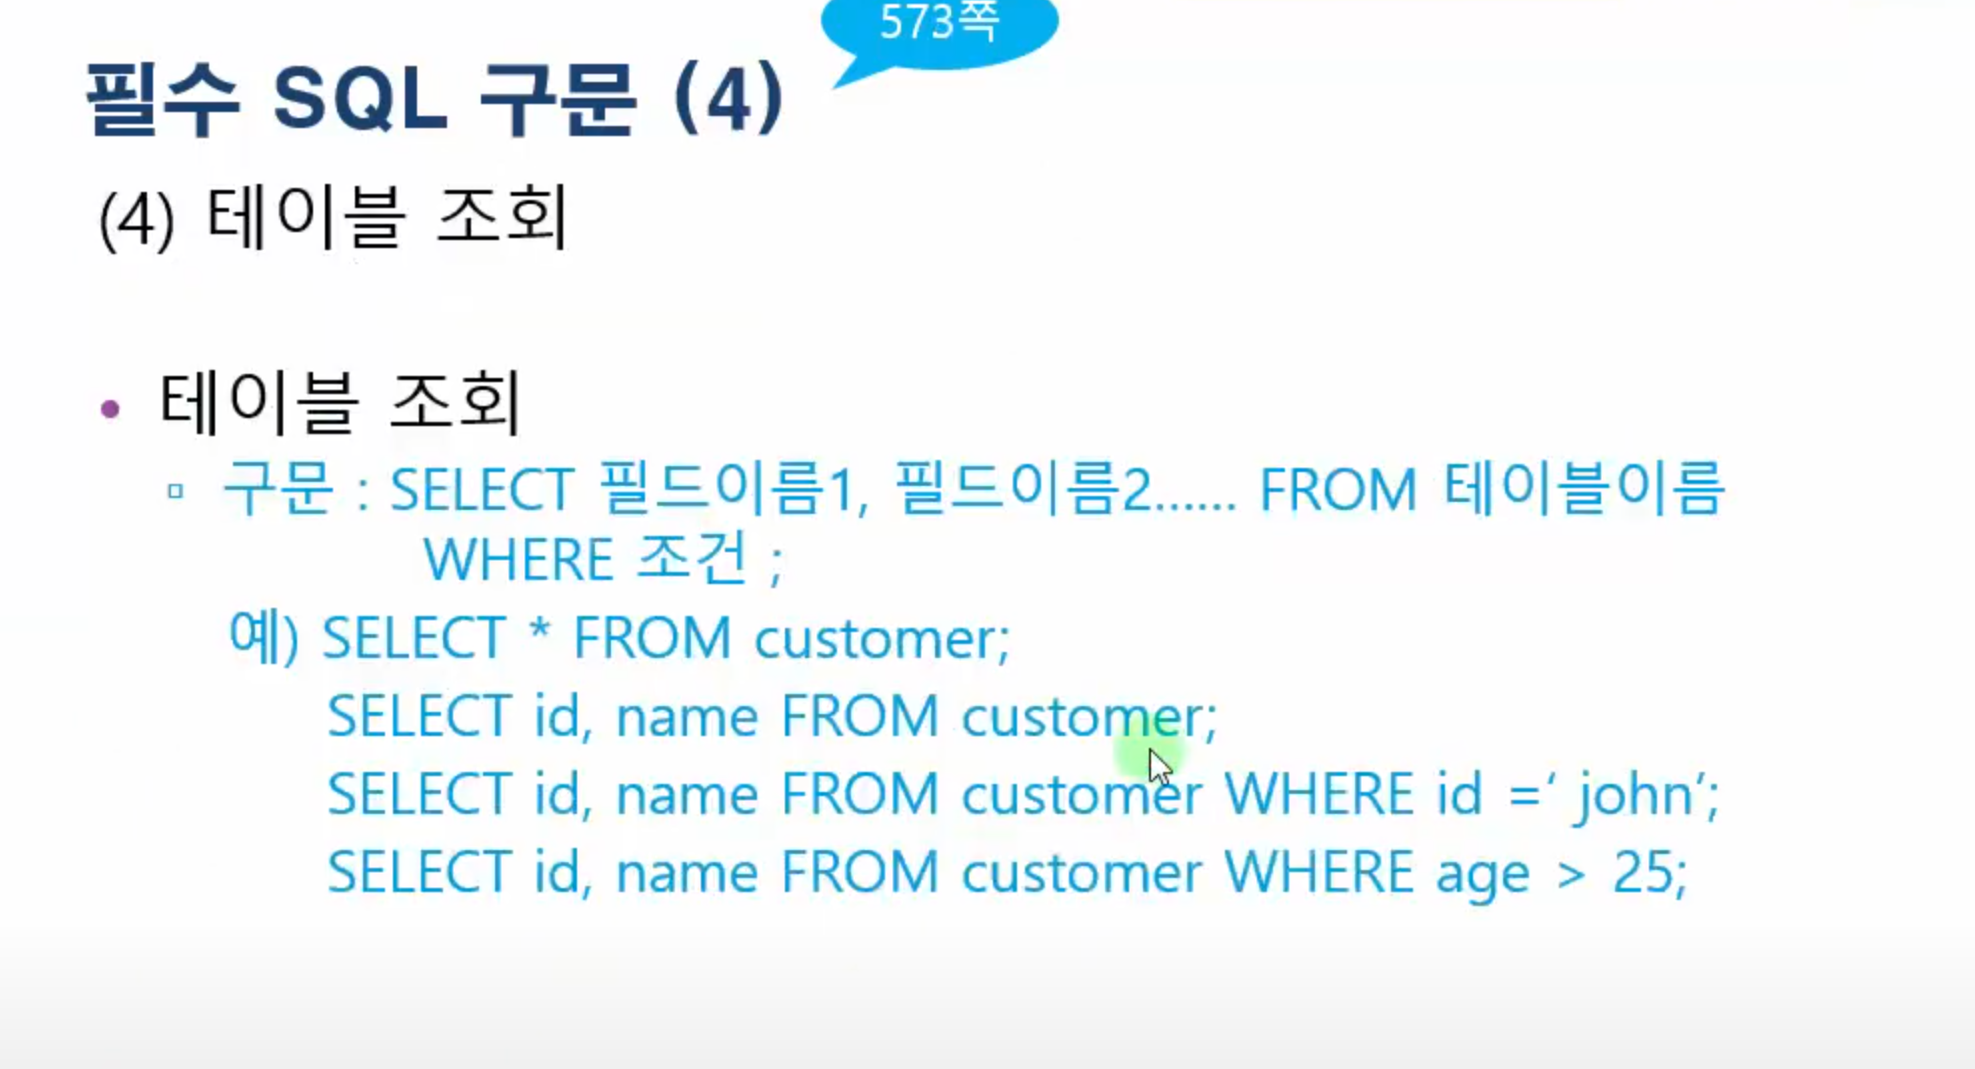 573쪽
필수 SQL 구문 (4)
(4) 테이블 조회
• 테이블 조회
▫ 구문 : SELECT 필드이름1, 필드이름2…… FROM 테이블이름
WHERE 조건 ;
예) SELECT * FROM customer;
SELECT id, name FROM customer;
SELECT id, name FROM customer WHERE id =‘ john’;
SELECT id, name FROM customer WHERE age > 25;